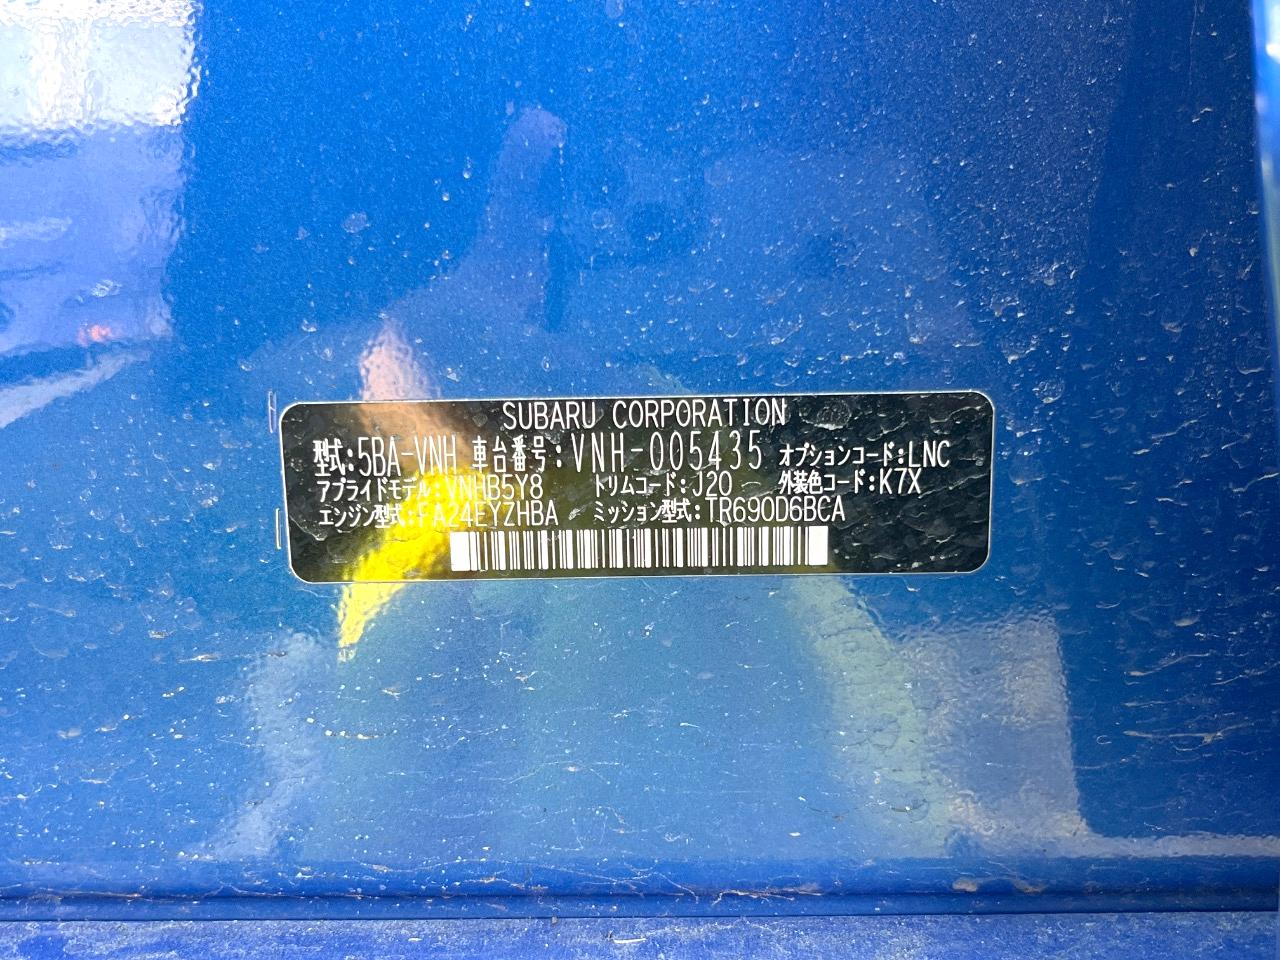 SUBARU CORPORATION
型式:5BA-VNH 車台番号:VNH-005435 オプションコード:LNC
アプライドモデル:VNHB5Y8 トリムコード:J20 外装色コード:K7X
エンジン型式:FA24EYZHBA ミッション型式:TR690D6BCA